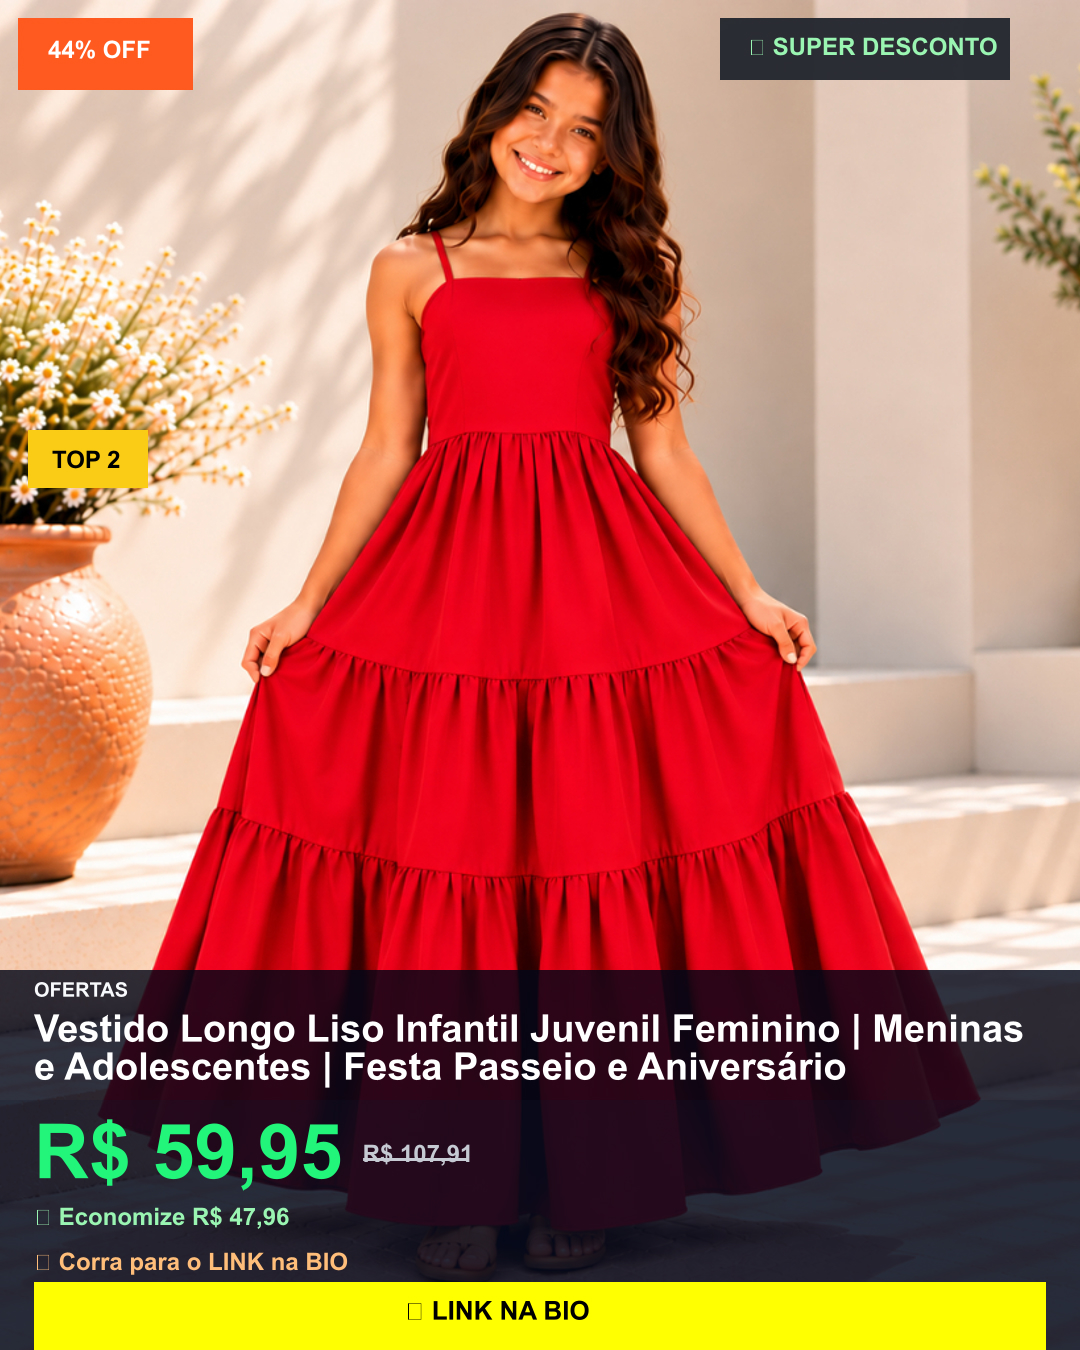 44% OFF
SUPER DESCONTO
TOP 2
OFERTAS
Vestido Longo Liso Infantil Juvenil Feminino | Meninas
e Adolescentes | Festa Passeio e Aniversário
R$ 59,95 R$ 107,91
Economize R$ 47,96
Corra para o LINK na BIO
LINK NA BIO